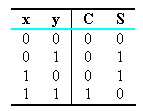 x y C S
0 0 0 0
0 1 0 1
1 0 0 1
1 1 1 0